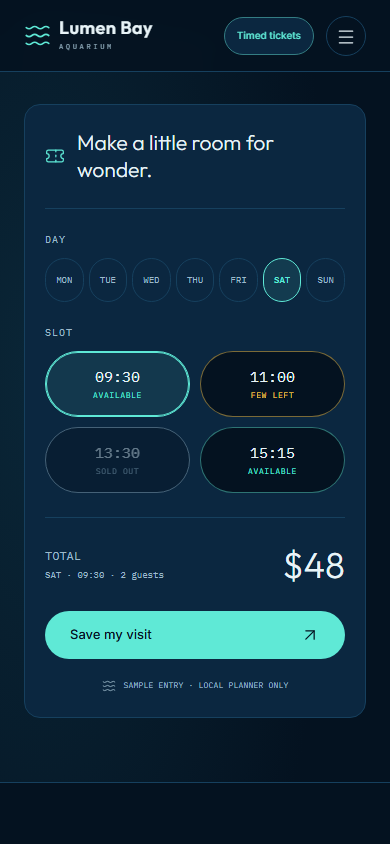 Lumen Bay
AQUARIUM
Timed tickets
Make a little room for
wonder.
DAY
MON TUE WED THU FRI SAT SUN
SLOT
09:30 11:00
AVAILABLE FEW LEFT
13:30 15:15
SOLD OUT AVAILABLE
TOTAL
SAT · 09:30 · 2 guests
$48
Save my visit
SAMPLE ENTRY · LOCAL PLANNER ONLY